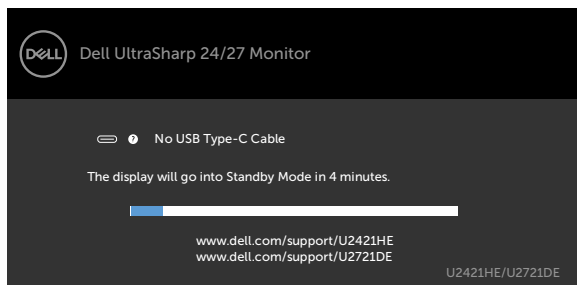 DELL
Dell UltraSharp 24/27 Monitor
? No USB Type-C Cable
The display will go into Standby Mode in 4 minutes.
www.dell.com/support/U2421HE
www.dell.com/support/U2721DE
U2421HE/U2721DE